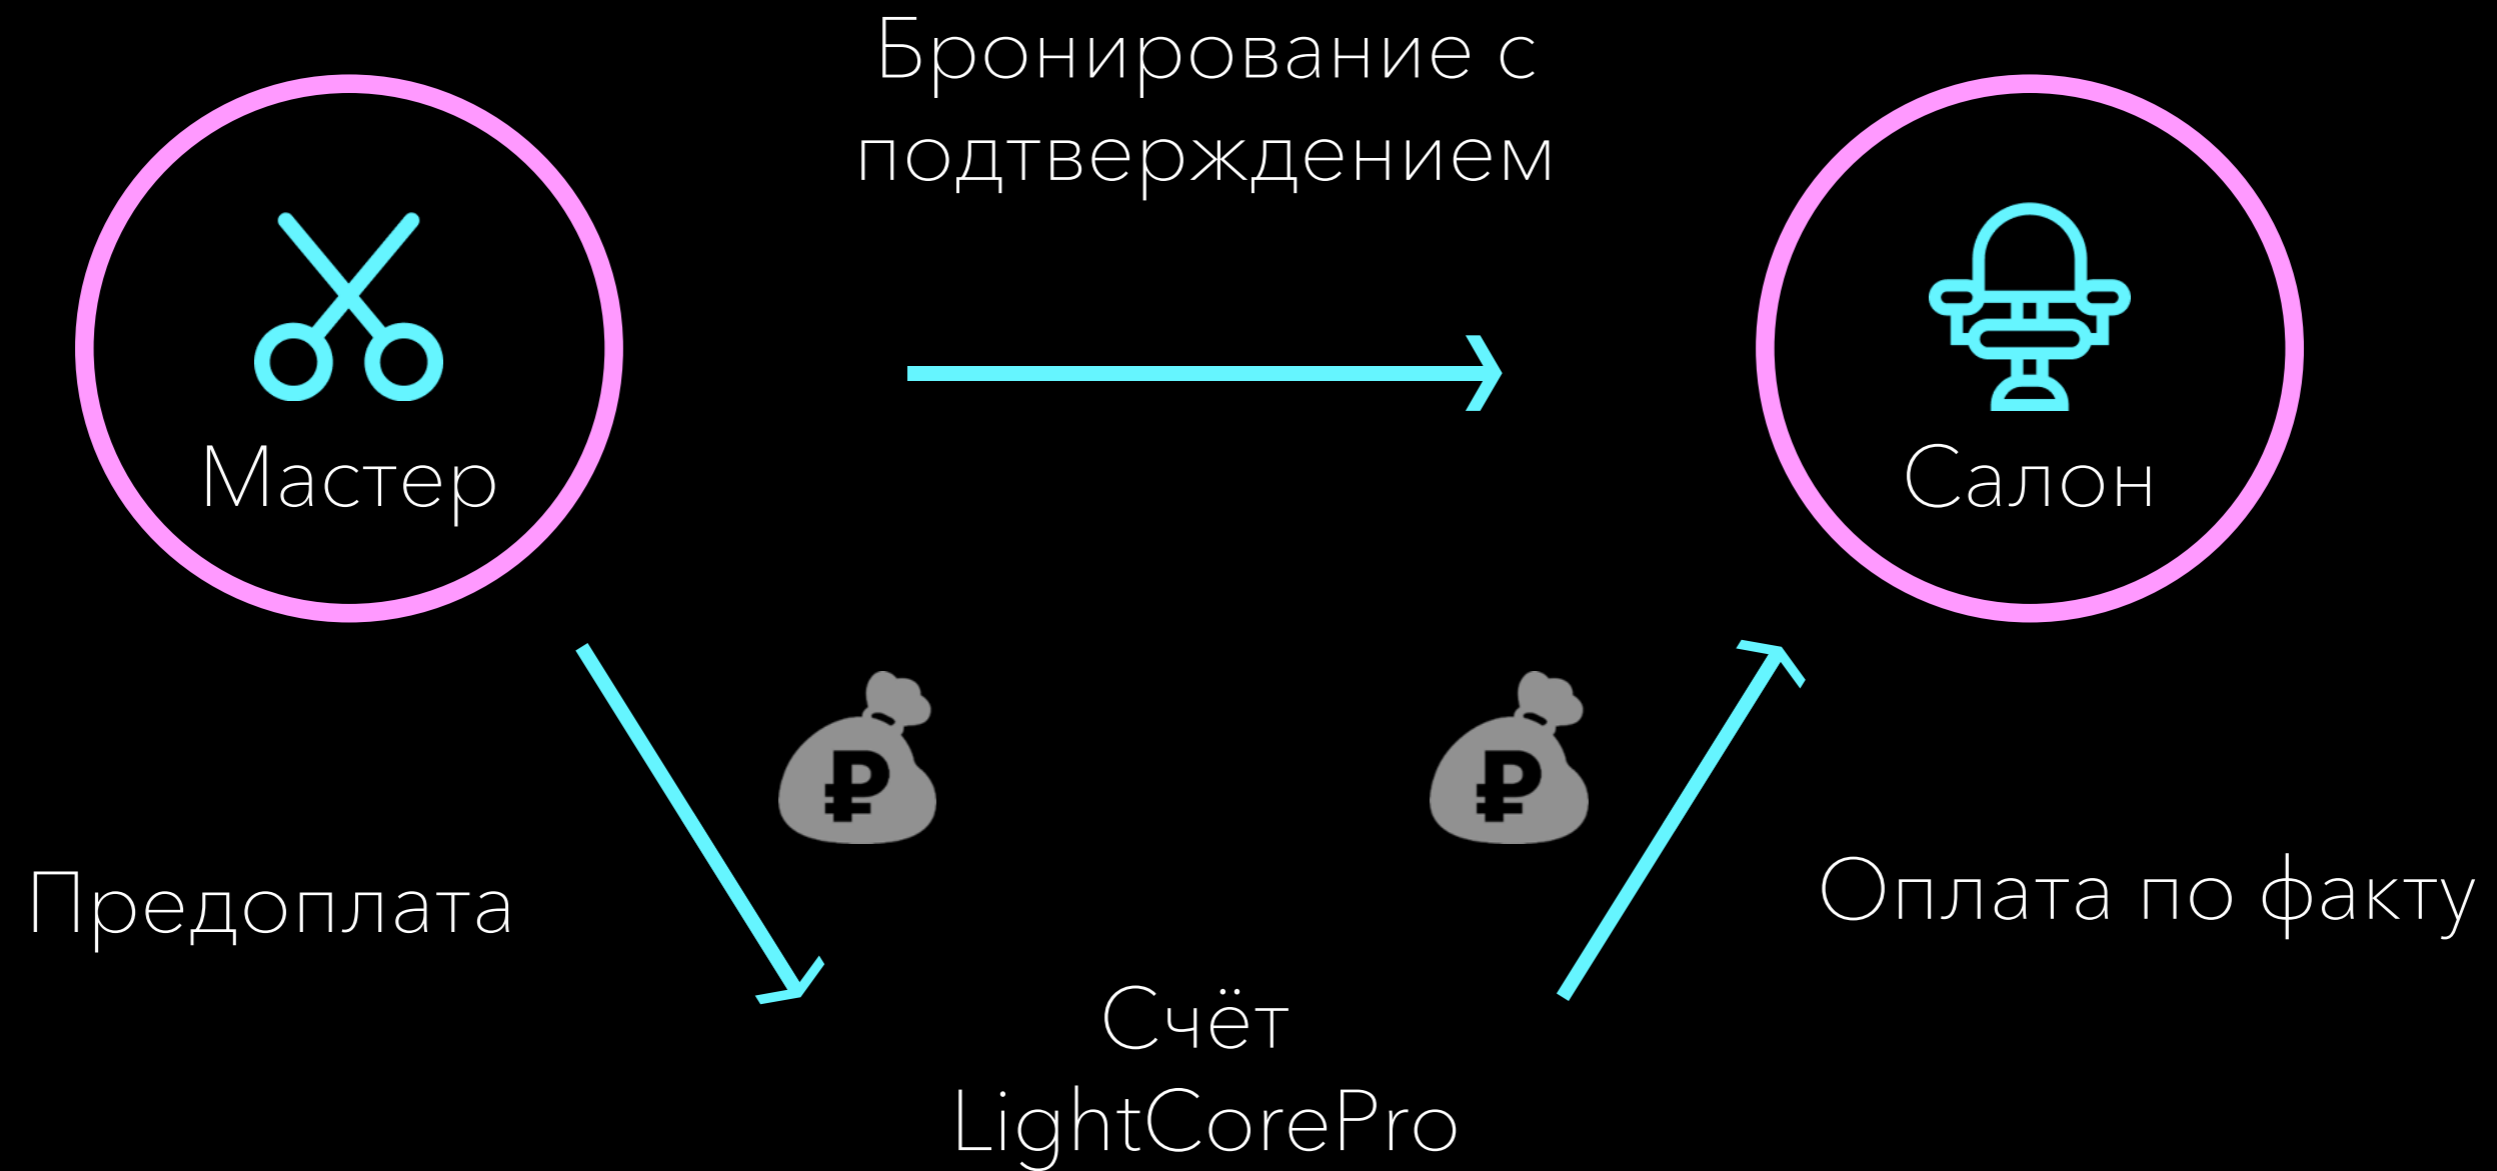 Бронирование с
подтверждением
Мастер
Салон
Предоплата
Оплата по факту
Счёт
LightCorePro